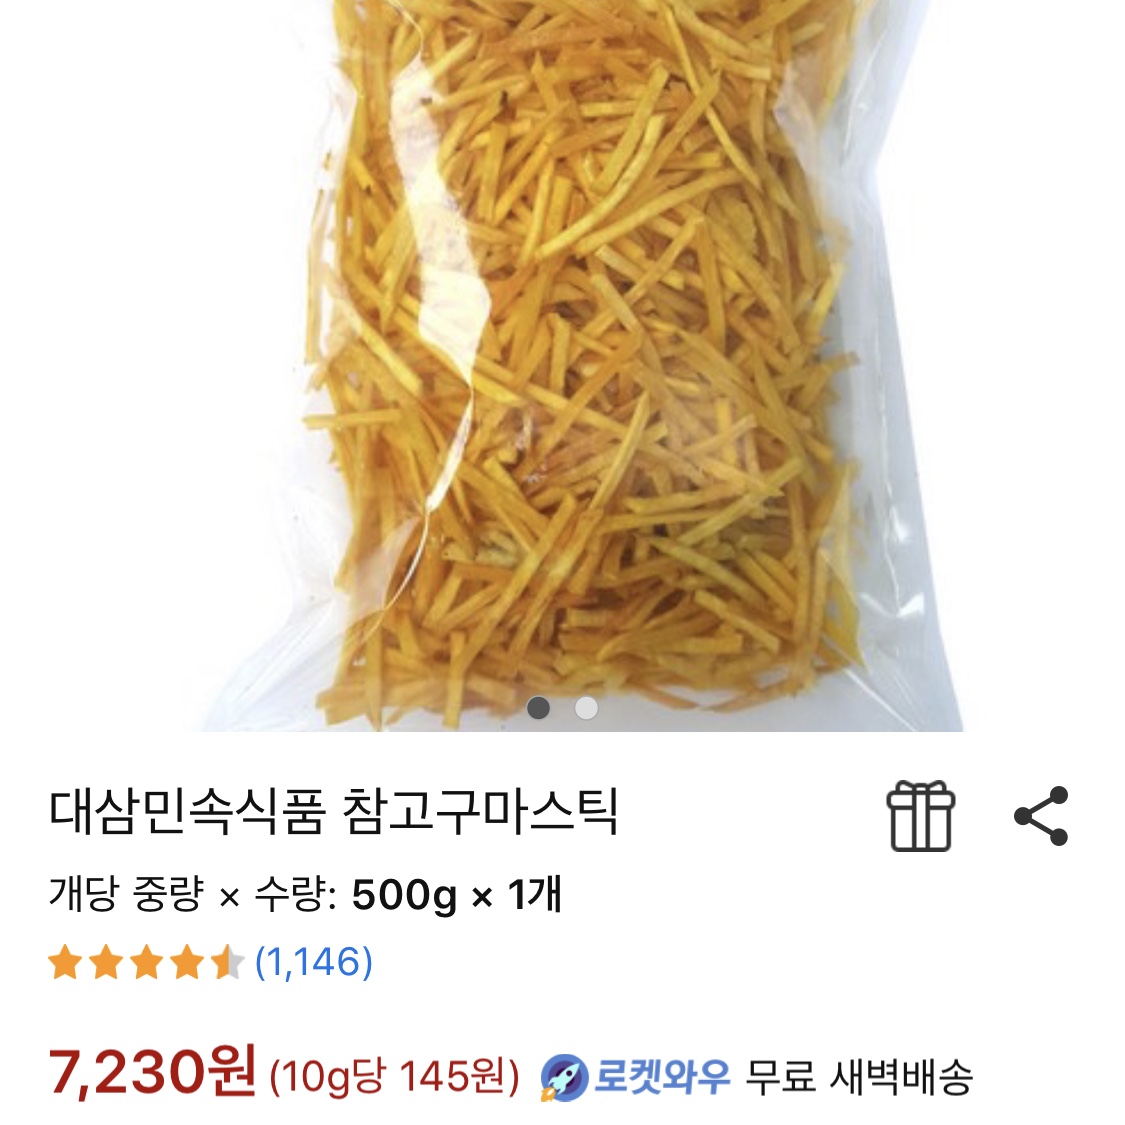 대삼민속식품 참고구마스틱
개당 중량 × 수량: 500g × 1개
(1,146)
7,230원 (10g당 145원) 로켓와우 무료 새벽배송